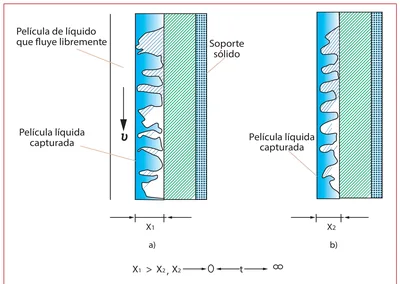 Película de líquido
que fluye libremente
Soporte
sólido
υ
Película líquida
capturada
Película líquida
capturada
X1
X2
a)
b)
X1 > X2 , X2 → 0 ← t → ∞